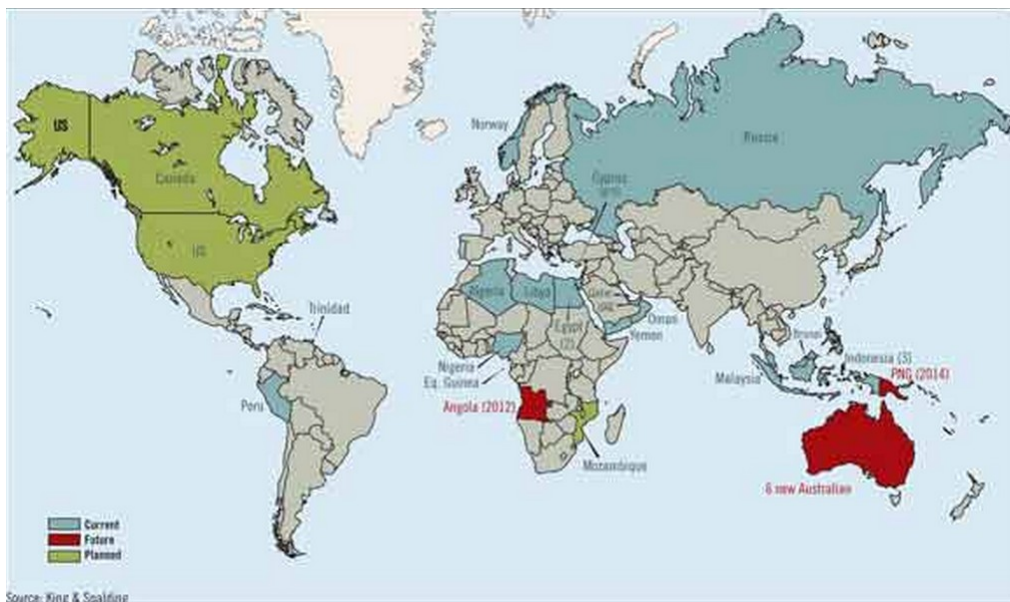 US
Canada
US
Norway
Russia
Cyprus
Trinidad
Algeria
Libya
Egypt
(2)
Qatar
Oman
Yemen
Nigeria
Eq. Guinea
Peru
Angola (2012)
Mozambique
Brunei
Malaysia
Indonesia (3)
PNG (2014)
6 new Australian
Current
Future
Planned
Source: King & Spalding